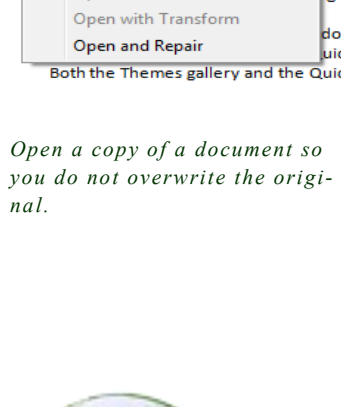 Open with Transform
Open and Repair
Both the Themes gallery and the
Open a copy of a document so
you do not overwrite the origi-
nal.